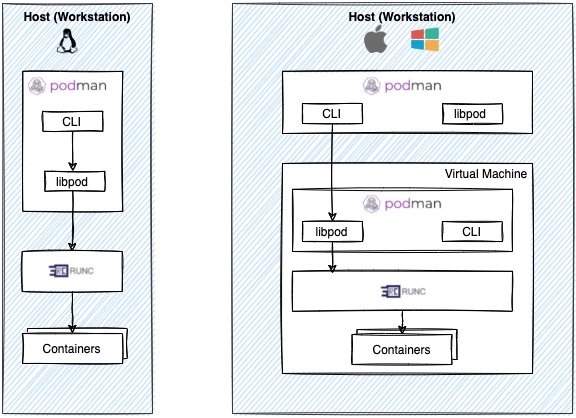 Host (Workstation)
podman
CLI
libpod
RUNC
Containers
Host (Workstation)
podman
CLI
libpod
Virtual Machine
podman
libpod
CLI
RUNC
Containers